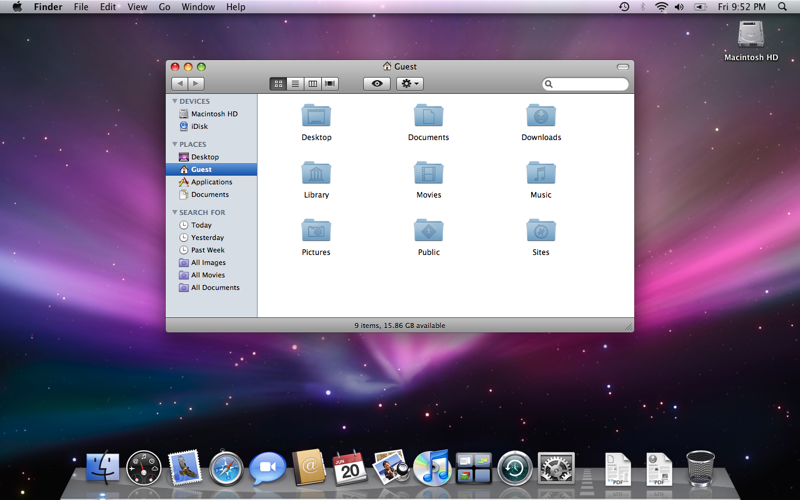 Finder File Edit View Go Window Help Fri 9:52 PM
Macintosh HD
Guest
DEVICES
Macintosh HD
iDisk
PLACES
Desktop
Guest
Applications
Documents
SEARCH FOR
Today
Yesterday
Past Week
All Images
All Movies
All Documents
Desktop Documents Downloads
Library Movies Music
Pictures Public Sites
9 items, 15.86 GB available
JUN
20
PDF PDF